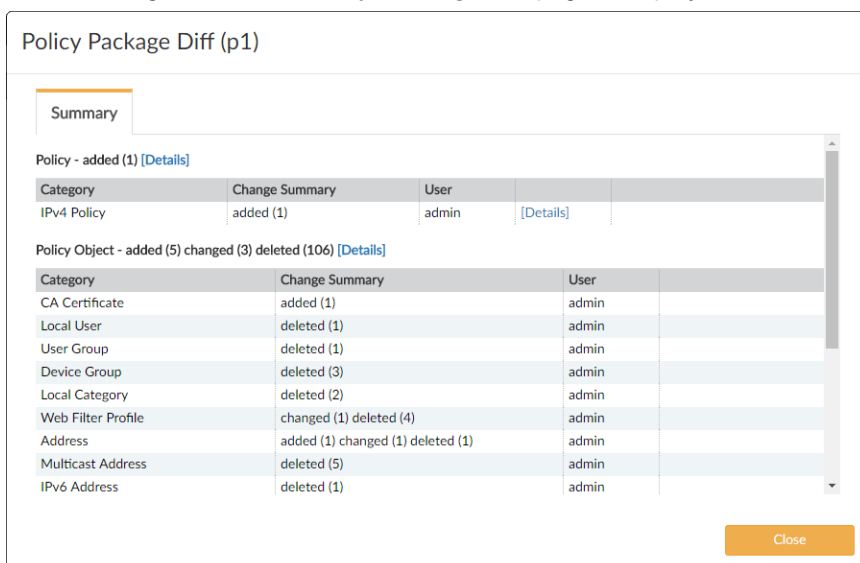 Policy Package Diff (p1)
Summary
Policy - added (1) [Details]
Category Change Summary User
IPv4 Policy added (1) admin [Details]
Policy Object - added (5) changed (3) deleted (106) [Details]
Category Change Summary User
CA Certificate added (1) admin
Local User deleted (1) admin
User Group deleted (1) admin
Device Group deleted (3) admin
Local Category deleted (2) admin
Web Filter Profile changed (1) deleted (4) admin
Address added (1) changed (1) deleted (1) admin
Multicast Address deleted (5) admin
IPv6 Address deleted (1) admin
Close